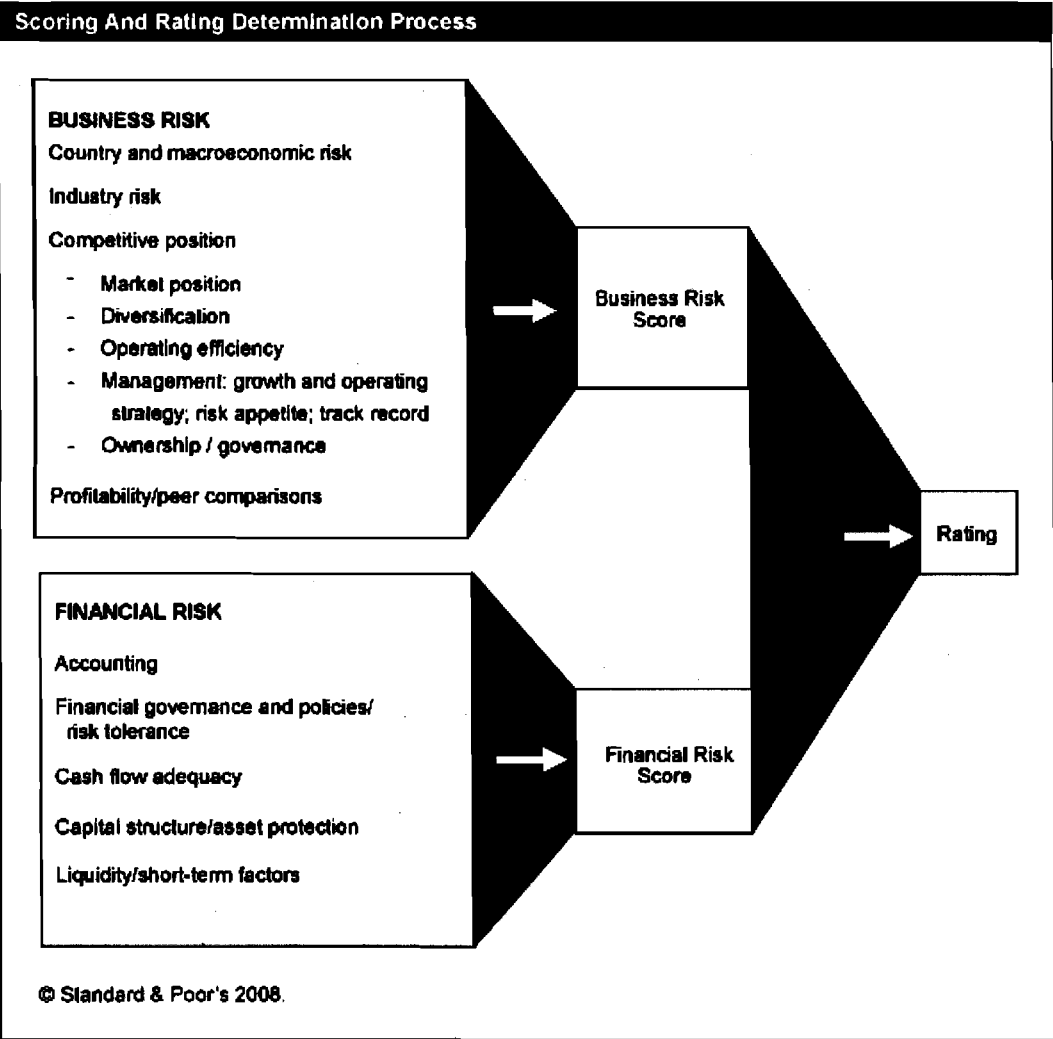 Scoring And Rating Determination Process
BUSINESS RISK
Country and macroeconomic risk
Industry risk
Competitive position
- Market position
- Diversification
- Operating efficiency
- Management: growth and operating
strategy; risk appetite; track record
- Ownership / governance
Profitability/peer comparisons
Business Risk
Score
Rating
FINANCIAL RISK
Accounting
Financial governance and policies/
risk tolerance
Cash flow adequacy
Capital structure/asset protection
Liquidity/short-term factors
Financial Risk
Score
© Standard & Poor's 2008.